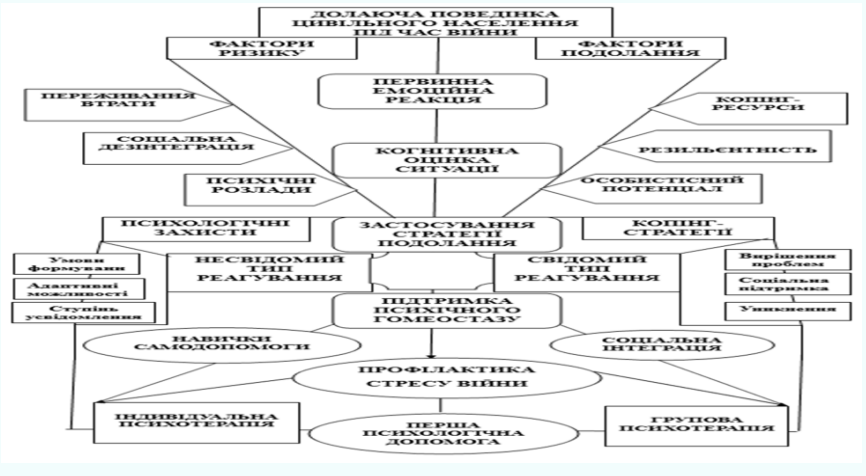 ДОЛАЮЧА ПОВЕДІНКА
ЦИВІЛЬНОГО НАСЕЛЕННЯ
ПІД ЧАС ВІЙНИ
ФАКТОРИ
РИЗИКУ
ФАКТОРИ
ПОДОЛАННЯ
ПЕРВИННА
ЕМОЦІЙНА
РЕАКЦІЯ
ПЕРЕЖИВАННЯ
ВТРАТИ
КОПІНГ-
РЕСУРСИ
СОЦІАЛЬНА
ДЕЗІНТЕГРАЦІЯ
КОГНІТИВНА
ОЦІНКА
СИТУАЦІЇ
РЕЗИЛЬЄНТНІСТЬ
ПСИХІЧНІ
РОЗЛАДИ
ОСОБИСТІСНИЙ
ПОТЕНЦІАЛ
ПСИХОЛОГІЧНІ
ЗАХИСТИ
ЗАСТОСУВАННЯ
СТРАТЕГІЇ
ПОДОЛАННЯ
КОПІНГ-
СТРАТЕГІЇ
Умови
формуванн
НЕСВІДОМИЙ
ТИП
РЕАГУВАННЯ
СВІДОМИЙ
ТИП
РЕАГУВАННЯ
Вирішення
проблем
Адаптивні
можливості
Соціальна
підтримка
Ступінь
усвідомлення
ПІДТРИМКА
ПСИХІЧНОГО
ГОМЕОСТАЗУ
Уникнення
НАВИЧКИ
САМОДОПОМОГИ
СОЦІАЛЬНА
ІНТЕГРАЦІЯ
ПРОФІЛАКТИКА
СТРЕСУ ВІЙНИ
ІНДИВІДУАЛЬНА
ПСИХОТЕРАПІЯ
ПЕРША
ПСИХОЛОГІЧНА
ДОПОМОГА
ГРУПОВА
ПСИХОТЕРАПІЯ